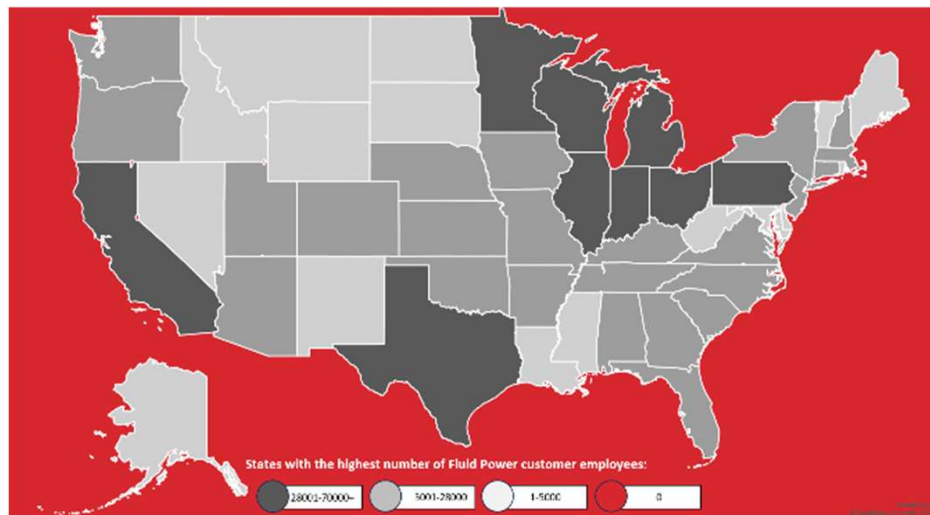 States with the highest number of Fluid Power customer employees:
28001-70000+
5001-28000
1-5000
0